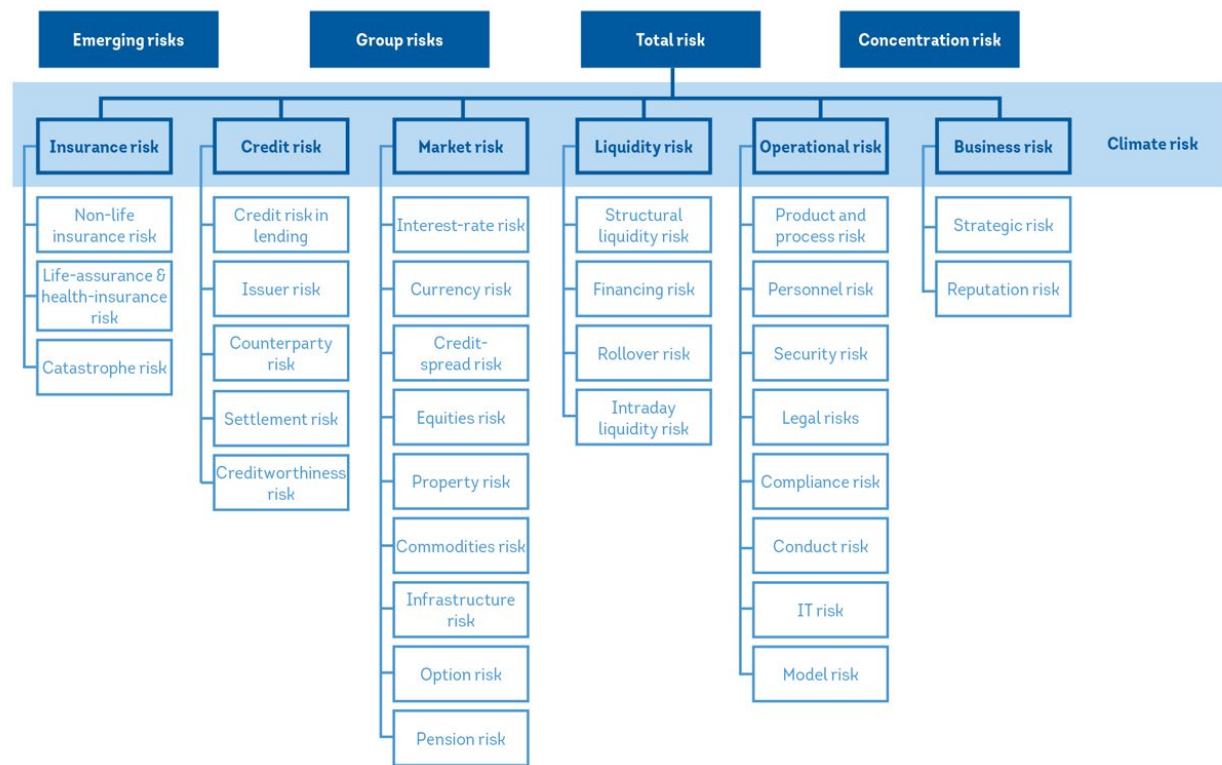 Emerging risks
Group risks
Total risk
Concentration risk
Insurance risk
Credit risk
Market risk
Liquidity risk
Operational risk
Business risk
Climate risk
Non-life
insurance risk
Life-assurance &
health-insurance
risk
Catastrophe risk
Credit risk in
lending
Issuer risk
Counterparty
risk
Settlement risk
Creditworthiness
risk
Interest-rate risk
Currency risk
Credit-
spread risk
Equities risk
Property risk
Commodities risk
Infrastructure
risk
Option risk
Pension risk
Structural
liquidity risk
Financing risk
Rollover risk
Intraday
liquidity risk
Product and
process risk
Personnel risk
Security risk
Legal risks
Compliance risk
Conduct risk
IT risk
Model risk
Strategic risk
Reputation risk